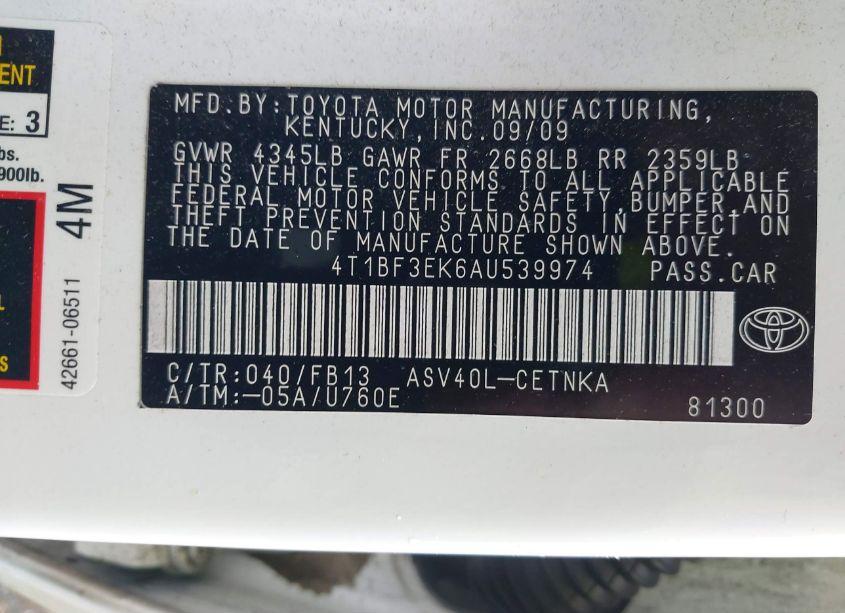 ENT
E: 3
bs.
900lb.
4M
42661-06511
S
MFD.BY:TOYOTA MOTOR MANUFACTURING,
KENTUCKY,INC.09/09
GVWR 4345LB GAWR FR 2668LB RR 2359LB
THIS VEHICLE CONFORMS TO ALL APPLICABLE
FEDERAL MOTOR VEHICLE SAFETY,BUMPER,AND
THEFT PREVENTION STANDARDS IN EFFECT ON
THE DATE OF MANUFACTURE SHOWN ABOVE.
4T1BF3EK6AU539974 PASS.CAR
C/TR:040/FB13 ASV40L-CETNKA
A/TM:-05A/U760E
81300